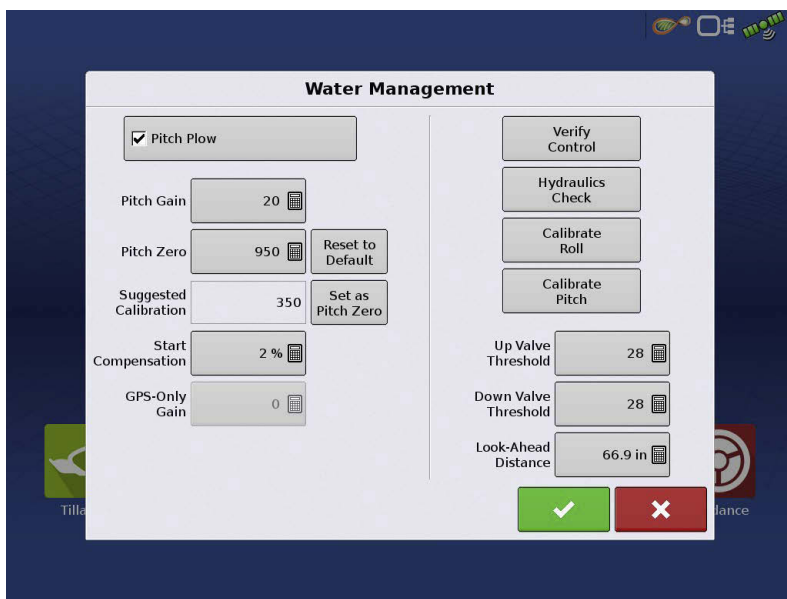 Water Management
Pitch Plow
Pitch Gain
20
Pitch Zero
950
Reset to
Default
Suggested
Calibration
350
Set as
Pitch Zero
Start
Compensation
2 %
GPS-Only
Gain
0
Verify
Control
Hydraulics
Check
Calibrate
Roll
Calibrate
Pitch
Up Valve
Threshold
28
Down Valve
Threshold
28
Look-Ahead
Distance
66.9 in
Tilla
dance